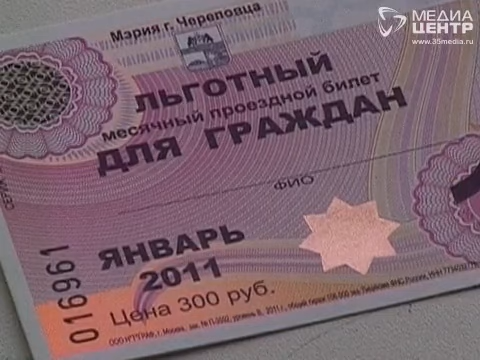 МЕДИА
ЦЕНТР
www.35media.ru
Мэрия г. Череповца
ЛЬГОТНЫЙ
месячный проездной билет
ДЛЯ ГРАЖДАН
ФИО
ЯНВАРЬ
2011
Цена 300 руб.
016961